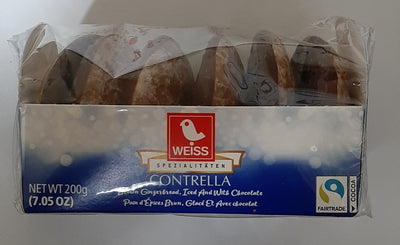 WEISS
SPEZIALITÄTEN
CONTRELLA
Brown Gingerbread, Iced And With Chocolate
Pain d'Épices Brun, Glacé Et Avec chocolat
NET WT 200g
(7.05 OZ)
FAIRTRADE
COCOA